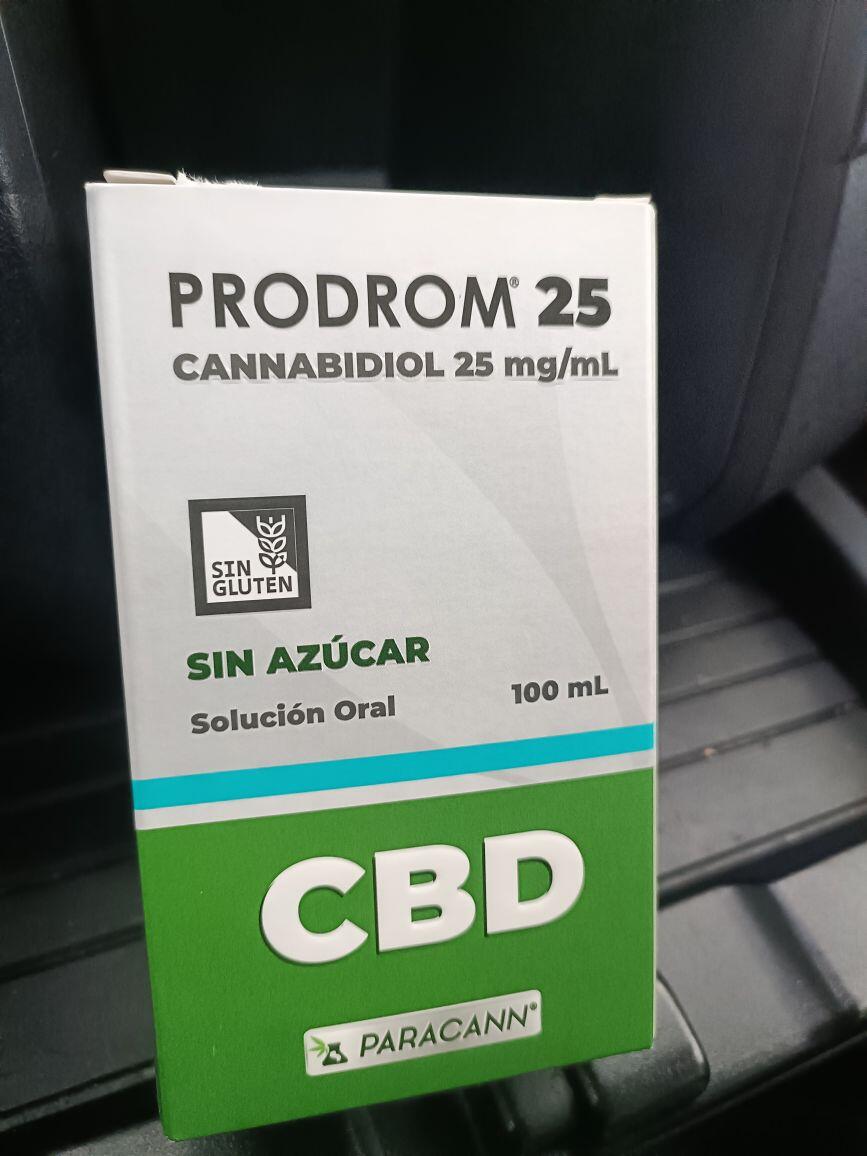 PRODROM® 25
CANNABIDIOL 25 mg/mL
SIN
GLUTEN
SIN AZÚCAR
Solución Oral 100 mL
CBD
PARACANN®